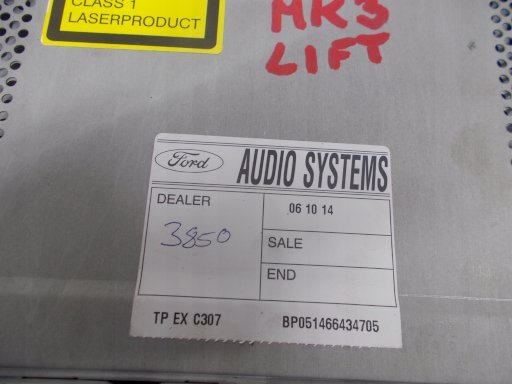 CLASS 1
LASERPRODUCT
MK3
LIFT
Ford
AUDIO SYSTEMS
DEALER
3850
06 10 14
SALE
END
TP EX C307
BP051466434705